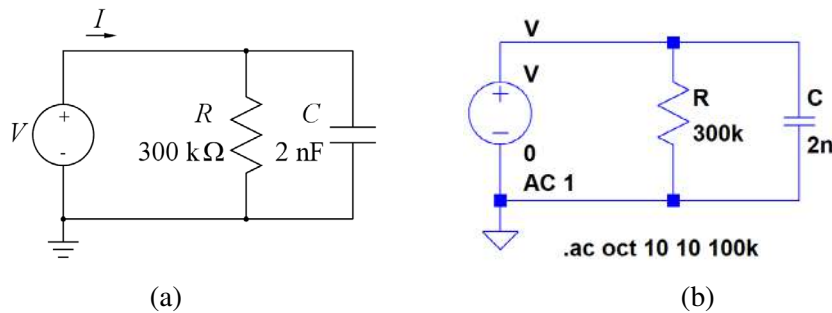 I
V
+
-
R
300 kΩ
C
2 nF
(a)
V
V
+
−
0
AC 1
R
300k
C
2n
.ac oct 10 10 100k
(b)